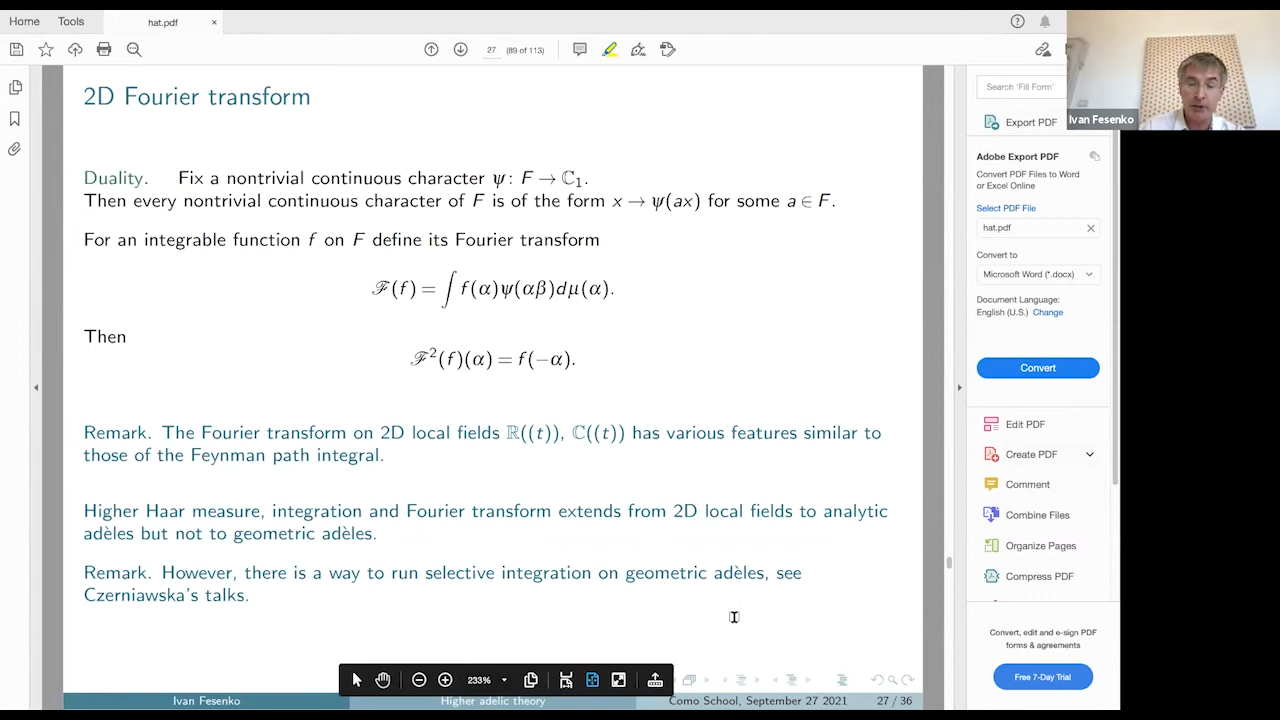 Home
Tools
hat.pdf
×
27
(89 of 113)
2D Fourier transform
Duality. Fix a nontrivial continuous character ψ: F → ℂ₁.
Then every nontrivial continuous character of F is of the form x → ψ(ax) for some a ∈ F.
For an integrable function f on F define its Fourier transform
ℱ(f) = ∫ f(α)ψ(αβ)dμ(α).
Then
ℱ²(f)(α) = f(−α).
Remark. The Fourier transform on 2D local fields ℝ((t)), ℂ((t)) has various features similar to
those of the Feynman path integral.
Higher Haar measure, integration and Fourier transform extends from 2D local fields to analytic
adèles but not to geometric adèles.
Remark. However, there is a way to run selective integration on geometric adèles, see
Czerniawska's talks.
233%
Ivan Fesenko
Higher adelic theory
Como School, September 27 2021
27 / 36
Search 'Fill Form'
Export PDF
Adobe Export PDF
Convert PDF Files to Word
or Excel Online
Select PDF File
hat.pdf
Convert to
Microsoft Word (*.docx)
Document Language:
English (U.S.) Change
Convert
Edit PDF
Create PDF
Comment
Combine Files
Organize Pages
Compress PDF
Convert, edit and e-sign PDF
forms & agreements
Free 7-Day Trial
Ivan Fesenko